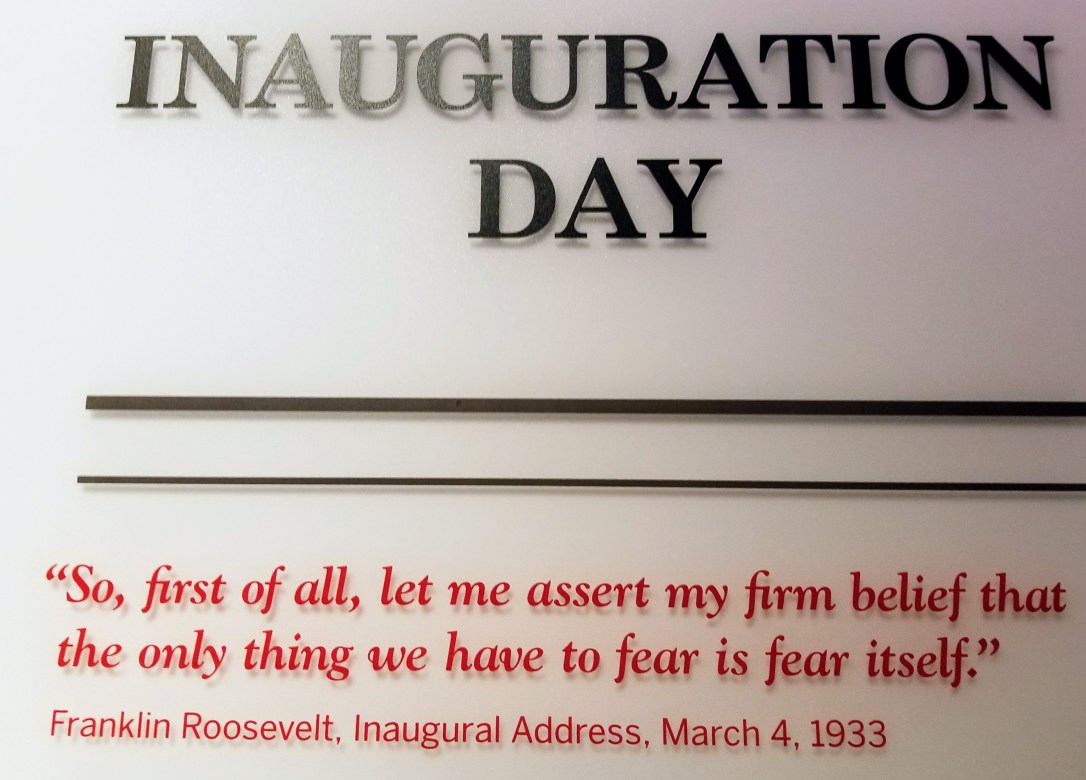 INAUGURATION
DAY
“So, first of all, let me assert my firm belief that
the only thing we have to fear is fear itself.”
Franklin Roosevelt, Inaugural Address, March 4, 1933